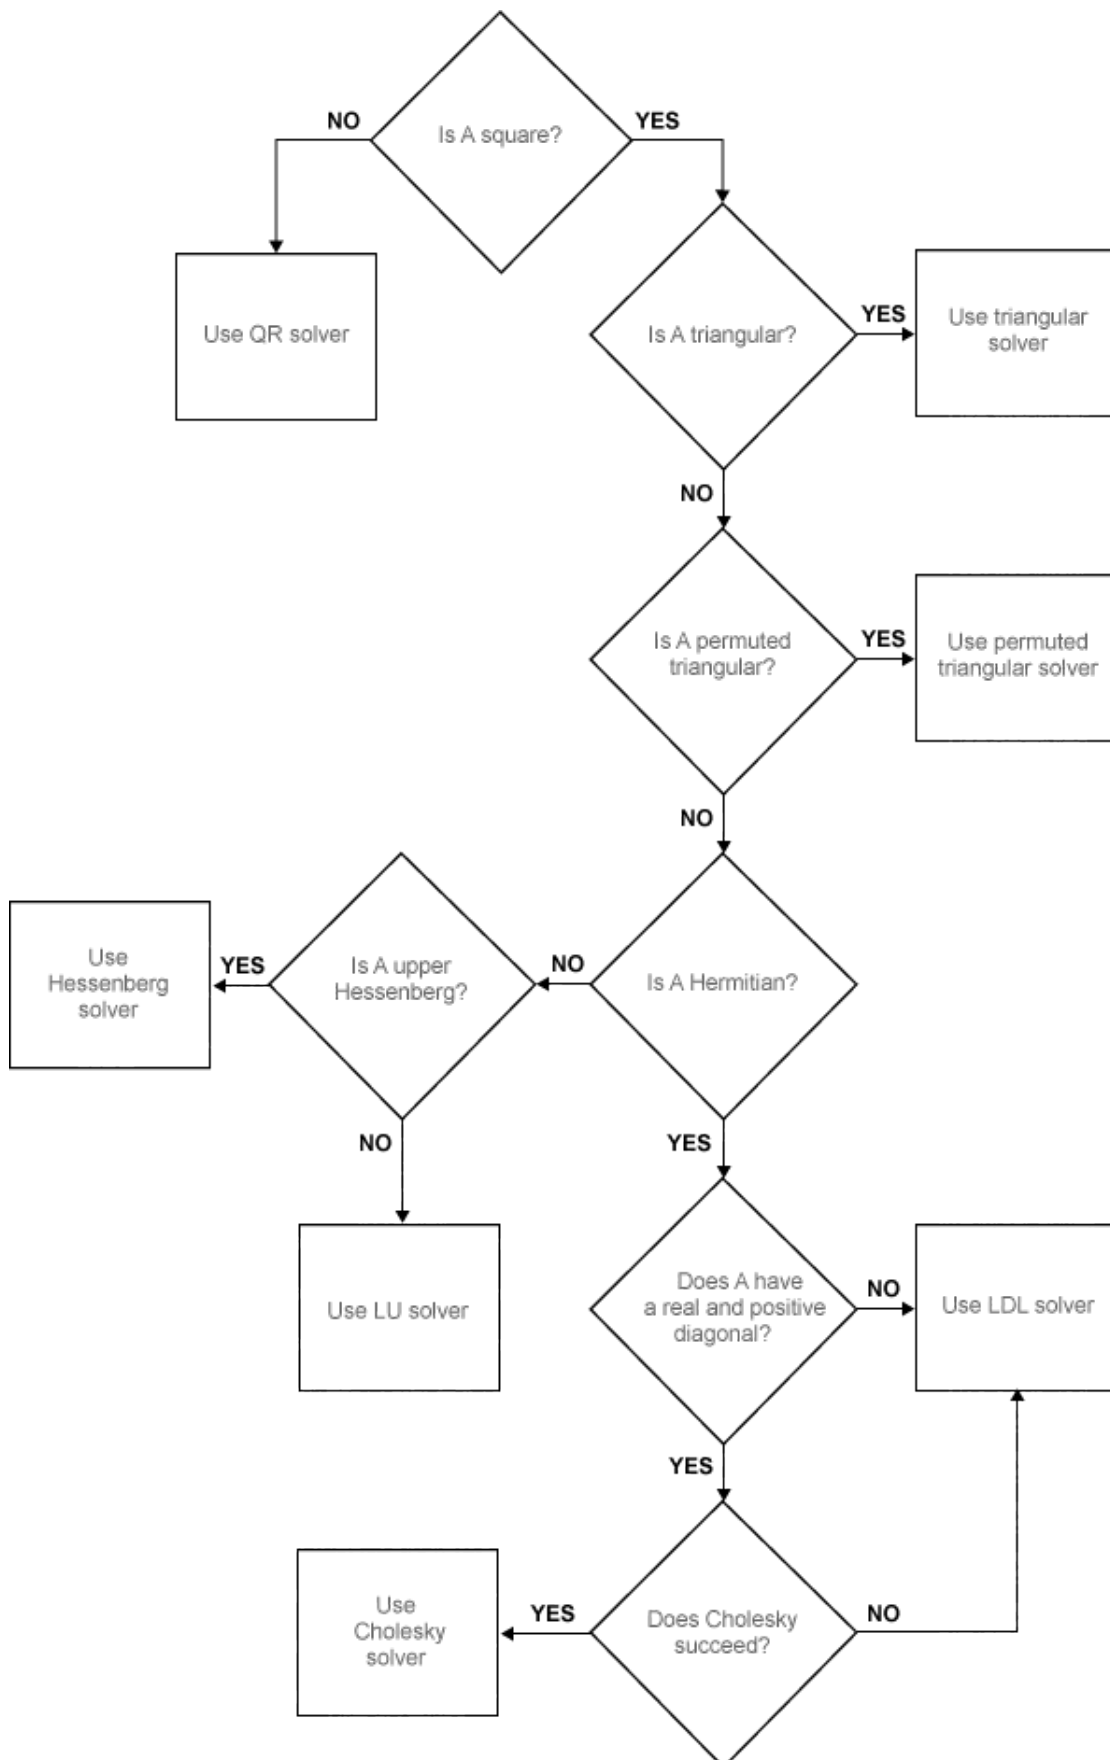 Is A square?
NO
YES
Use QR solver
Is A triangular?
YES
Use triangular
solver
NO
Is A permuted
triangular?
YES
Use permuted
triangular solver
NO
Is A Hermitian?
NO
Is A upper
Hessenberg?
YES
Use
Hessenberg
solver
NO
Use LU solver
YES
Does A have
a real and positive
diagonal?
NO
Use LDL solver
YES
Does Cholesky
succeed?
YES
Use
Cholesky
solver
NO